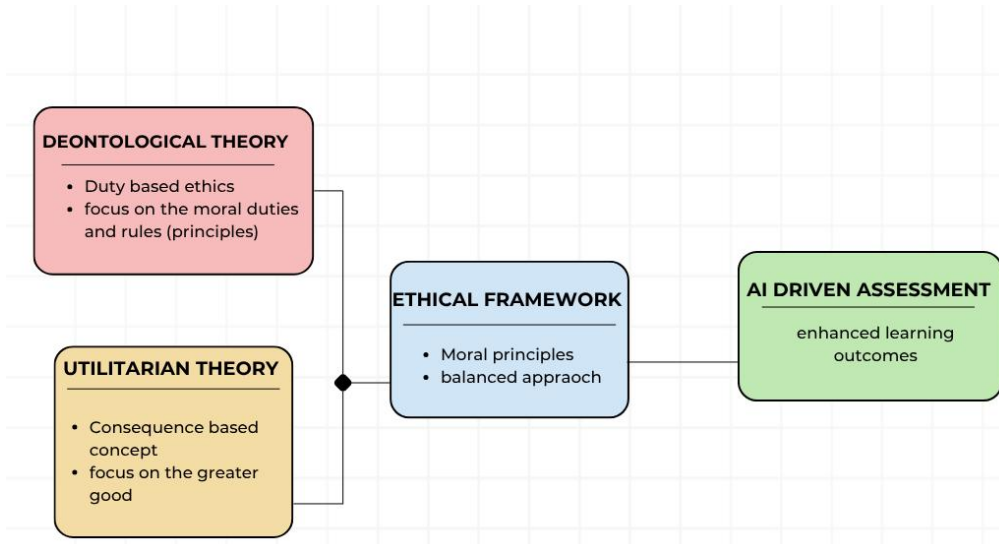 DEONTOLOGICAL THEORY
• Duty based ethics
• focus on the moral duties
and rules (principles)
UTILITARIAN THEORY
• Consequence based
concept
• focus on the greater
good
ETHICAL FRAMEWORK
• Moral principles
• balanced appraoch
AI DRIVEN ASSESSMENT
enhanced learning
outcomes